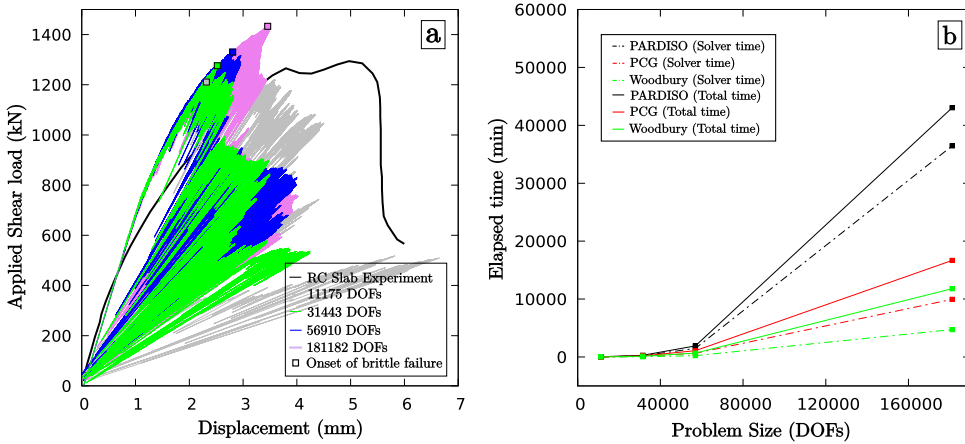 a
1400
1200
1000
800
600
400
200
0
Applied Shear load (kN)
RC Slab Experiment
11175 DOFs
31443 DOFs
56910 DOFs
181182 DOFs
Onset of brittle failure
0 1 2 3 4 5 6 7
Displacement (mm)
b
60000
50000
40000
30000
20000
10000
0
Elapsed time (min)
PARDISO (Solver time)
PCG (Solver time)
Woodbury (Solver time)
PARDISO (Total time)
PCG (Total time)
Woodbury (Total time)
0 40000 80000 120000 160000
Problem Size (DOFs)